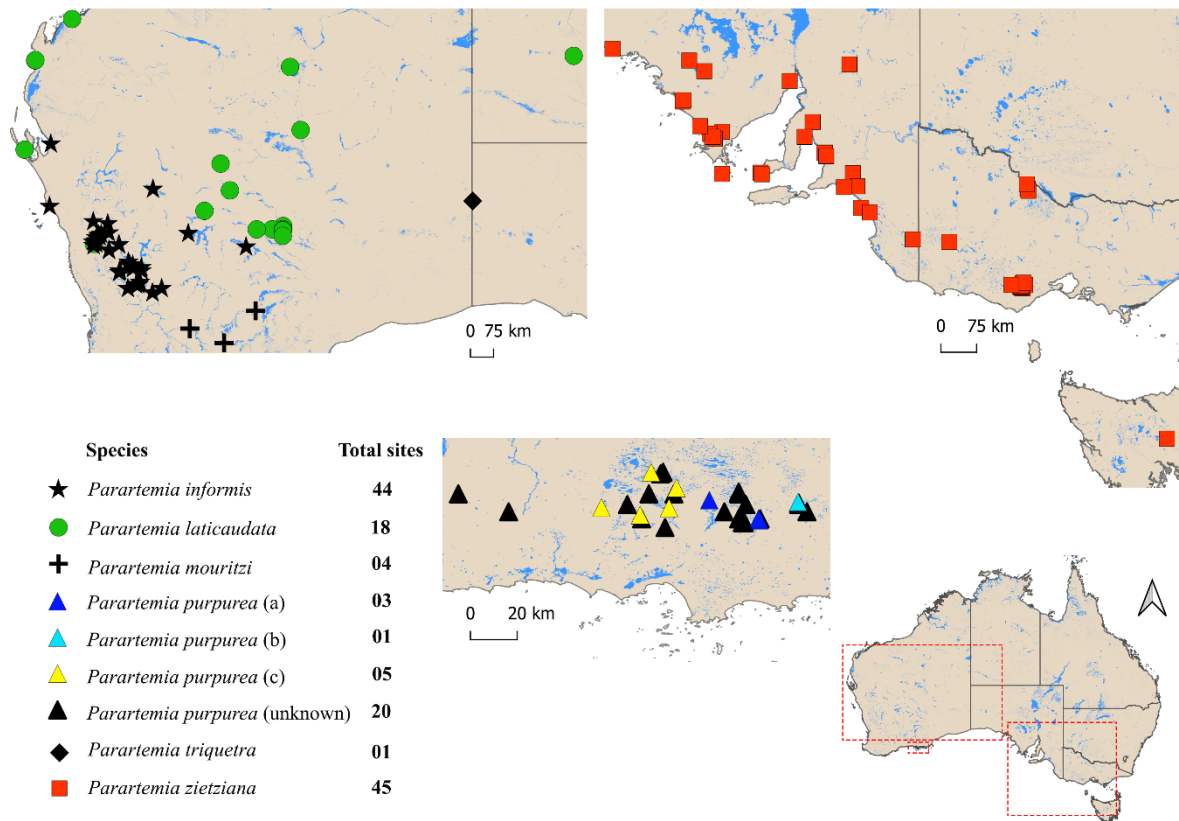 0 75 km
0 75 km
Species Total sites
Parartemia informis 44
Parartemia laticaudata 18
Parartemia mouritzi 04
Parartemia purpurea (a) 03
Parartemia purpurea (b) 01
Parartemia purpurea (c) 05
Parartemia purpurea (unknown) 20
Parartemia triquetra 01
Parartemia zietziana 45
0 20 km